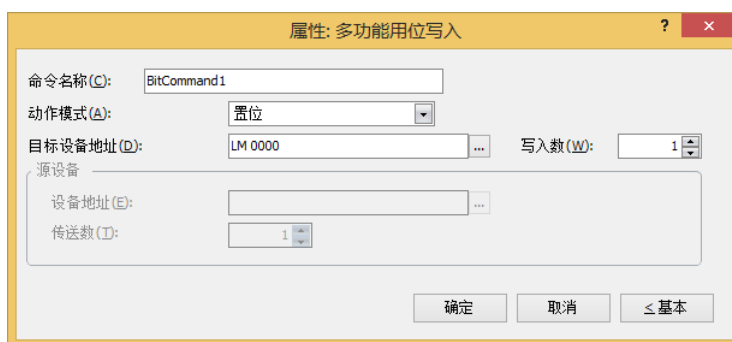 属性: 多功能用位写入 ? ×
命令名称(C): BitCommand1
动作模式(A): 置位
目标设备地址(D): LM 0000 ... 写入数(W): 1
源设备
设备地址(E): ...
传送数(T): 1
确定 取消 ≤基本